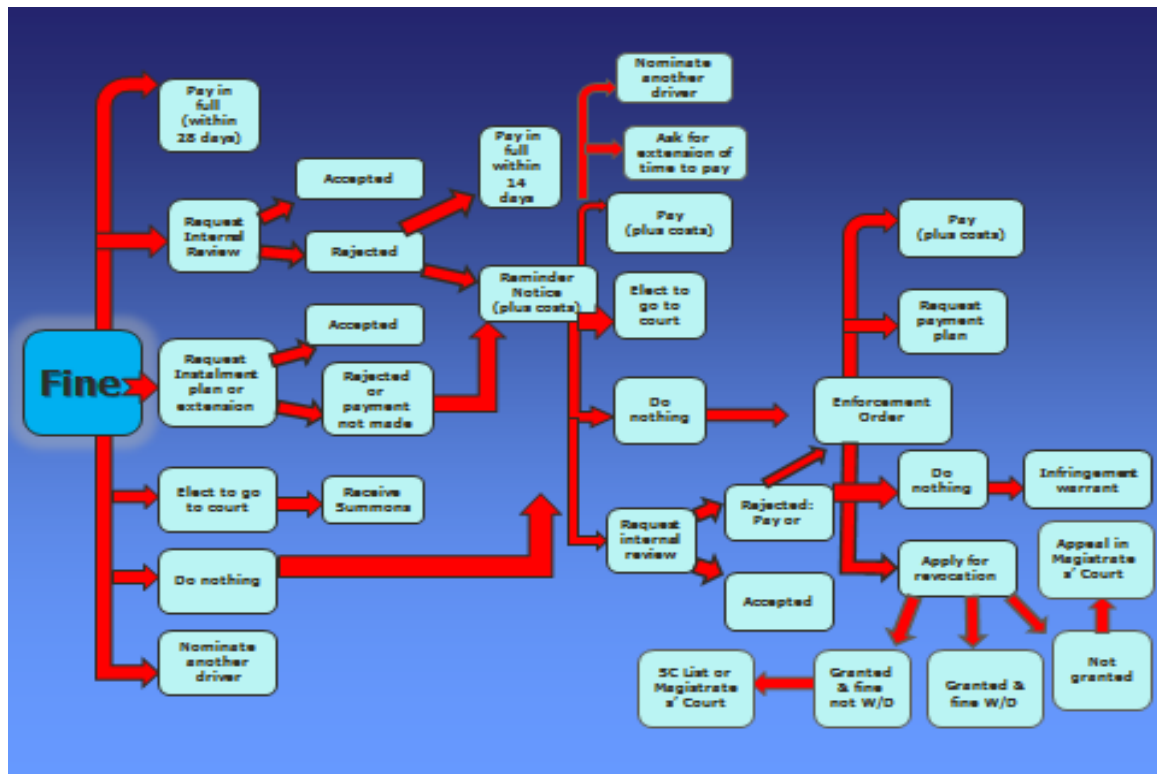 Fine
Pay in
full
(within
28 days)
Request
Internal
Review
Accepted
Rejected
Pay in
full
within
14
days
Request
Instalment
plan or
extension
Accepted
Rejected
or
payment
not made
Reminder
Notice
(plus costs)
Elect to go
to court
Receive
Summons
Do nothing
Nominate
another
driver
Nominate
another
driver
Ask for
extension of
time to pay
Pay
(plus costs)
Elect to
go to
court
Do
nothing
Request
internal
review
Rejected:
Pay or
Accepted
Enforcement
Order
Pay
(plus costs)
Request
payment
plan
Do
nothing
Infringement
warrant
Apply for
revocation
Appeal in
Magistrate
s' Court
Not
granted
Granted &
fine W/D
Granted
& fine
not W/D
SC List or
Magistrate
s' Court